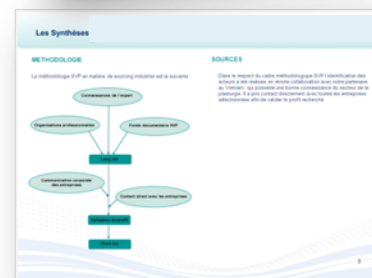 Les Synthèses
METHODOLOGIE
La méthodologie SVP en matière de sourcing industriel est la suivante :
Connaissances de l'expert
Organisations professionnelles
Fonds documentaire SVP
Long list
Communication corporate
des entreprises
Contact direct avec les entreprises
Validation du profil
Short list
SOURCES
Dans le respect du cadre méthodologique SVP l'identification des
acteurs a été réalisée en étroite collaboration avec notre partenaire
au Vietnam, qui possède une bonne connaissance du secteur de la
plasturgie. Il a pris contact directement avec toutes les entreprises
sélectionnées afin de valider le profil recherché.